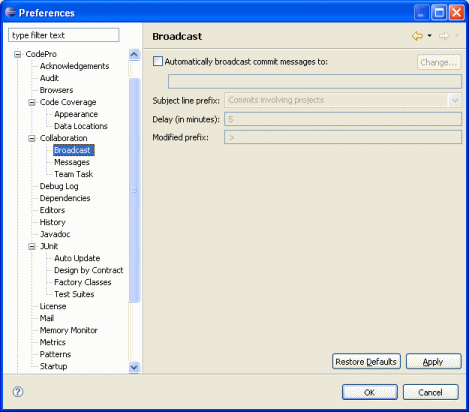 Preferences
type filter text
CodePro
Acknowledgements
Audit
Browsers
Code Coverage
Appearance
Data Locations
Collaboration
Broadcast
Messages
Team Task
Debug Log
Dependencies
Editors
History
Javadoc
JUnit
Auto Update
Design by Contract
Factory Classes
Test Suites
License
Mail
Memory Monitor
Metrics
Patterns
Startup
Broadcast
Automatically broadcast commit messages to:
Change...
Subject line prefix:
Commits involving projects
Delay (in minutes):
5
Modified prefix:
>
Restore Defaults
Apply
?
OK
Cancel